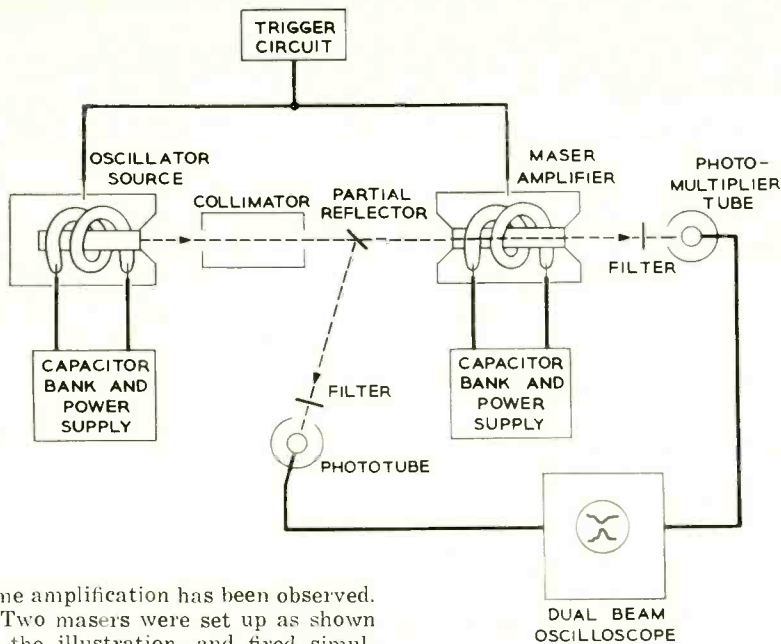 TRIGGER
CIRCUIT
OSCILLATOR
SOURCE
COLLIMATOR
PARTIAL
REFLECTOR
MASER
AMPLIFIER
PHOTO-
MULTIPLIER
TUBE
FILTER
CAPACITOR
BANK AND
POWER
SUPPLY
FILTER
PHOTOTUBE
CAPACITOR
BANK AND
POWER
SUPPLY
DUAL BEAM
OSCILLOSCOPE
amplification has been observed.
Two masers were set up as shown
the illustration, and fired